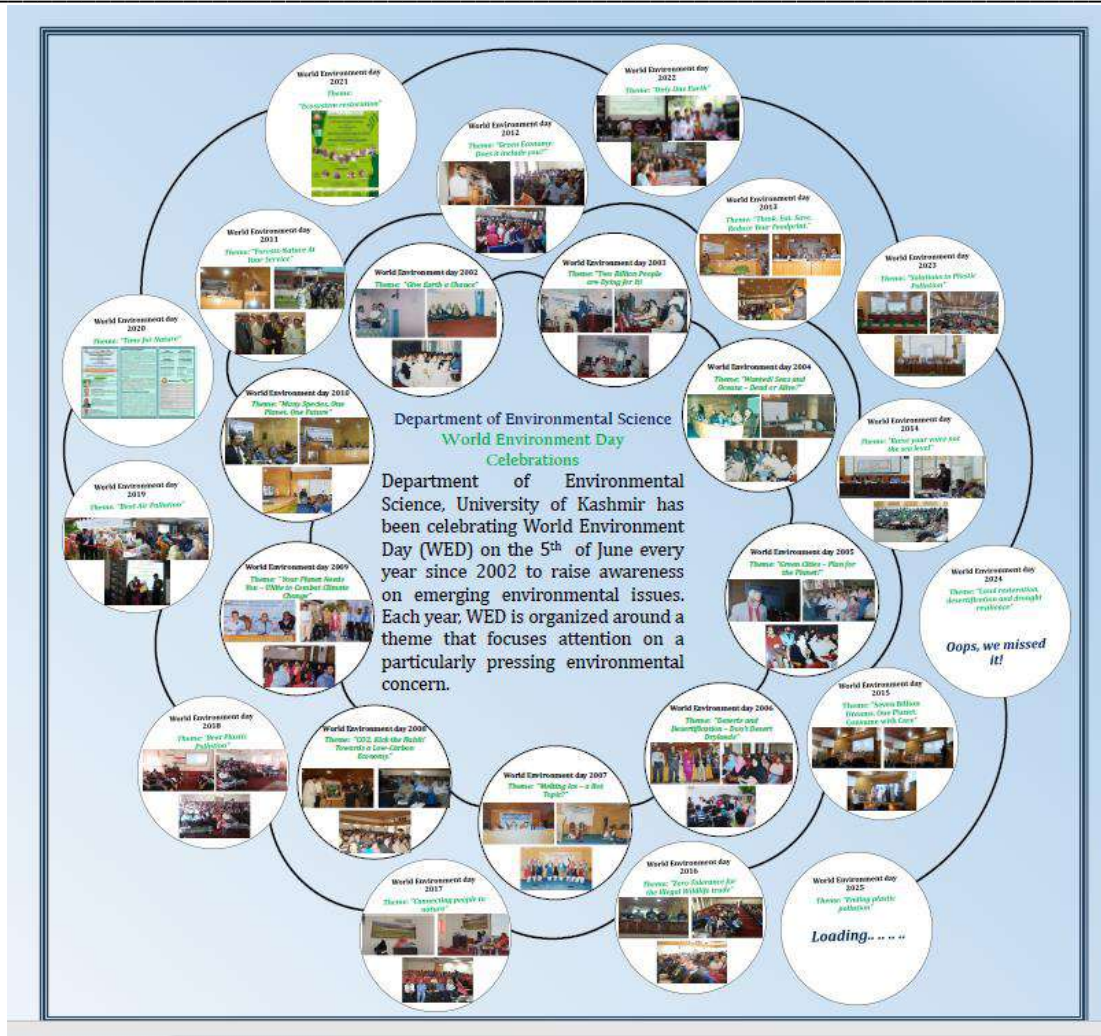 Department of Environmental Science
World Environment Day
Celebrations
Department of Environmental
Science, University of Kashmir has
been celebrating World Environment
Day (WED) on the 5th of June every
year since 2002 to raise awareness
on emerging environmental issues.
Each year, WED is organized around a
theme that focuses attention on a
particularly pressing environmental
concern.
World Environment day 2002
Theme: "Give Earth a Chance"
World Environment day 2003
Theme: "Two Billion People
are Dying for It!
World Environment day 2004
Theme: "Wanted! Seas and
Oceans – Dead or Alive?"
World Environment day 2005
Theme: "Green Cities – Plan for
the Planet!"
World Environment day 2006
Theme: "Deserts and
Desertification – Don't Desert
Drylands"
World Environment day 2007
Theme: "Melting Ice – a Hot
Topic?"
World Environment day 2008
Theme: "CO2, Kick the Habit!
Towards a Low-Carbon
Economy."
World Environment day 2009
Theme: "Your Planet Needs
You – UNite to Combat Climate
Change"
World Environment day 2010
Theme: "Many Species, One
Planet, One Future"
World Environment day
2011
Theme: "Forests-Nature At
Your Service"
World Environment day
2012
Theme: "Green Economy:
Does it include you?"
World Environment day
2013
Theme: "Think. Eat. Save.
Reduce Your Foodprint."
World Environment day
2014
Theme: "Raise your voice not
the sea level"
World Environment day
2015
Theme: "Seven Billion
Dreams. One Planet.
Consume with Care"
World Environment day
2016
Theme: "Zero Tolerance for
the Illegal Wildlife trade"
World Environment day
2017
Theme: "Connecting people to
nature"
World Environment day
2018
Theme: "Beat Plastic
Pollution"
World Environment day
2019
Theme: "Beat Air Pollution"
World Environment day
2020
Theme: "Time for Nature"
World Environment day
2021
Theme:
"Ecosystem restoration"
World Environment day
2022
Theme: "Only One Earth"
World Environment day
2023
Theme: "Solutions to Plastic
Pollution"
World Environment day
2024
Theme: "Land restoration,
desertification and drought
resilience"
Oops, we missed
it!
World Environment day
2025
Theme: "Ending plastic
pollution"
Loading.. .. .. ..